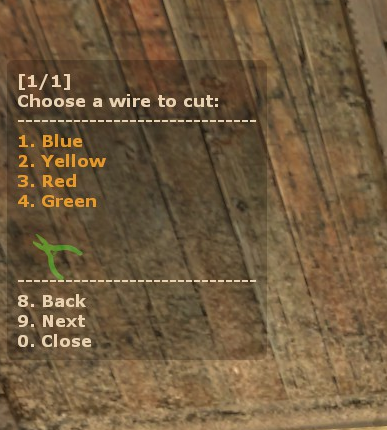 [1/1]
Choose a wire to cut:
------------------------------
1. Blue
2. Yellow
3. Red
4. Green
------------------------------
8. Back
9. Next
0. Close